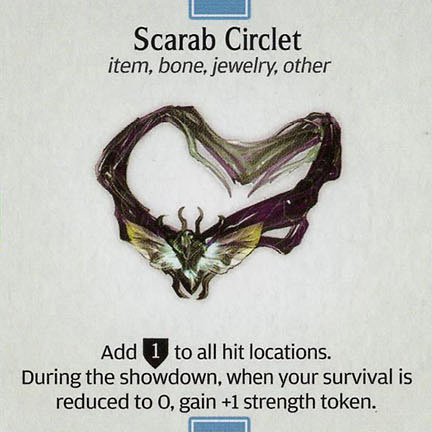 Scarab Circlet
item, bone, jewelry, other
Add 1 to all hit locations.
During the showdown, when your survival is
reduced to 0, gain +1 strength token.